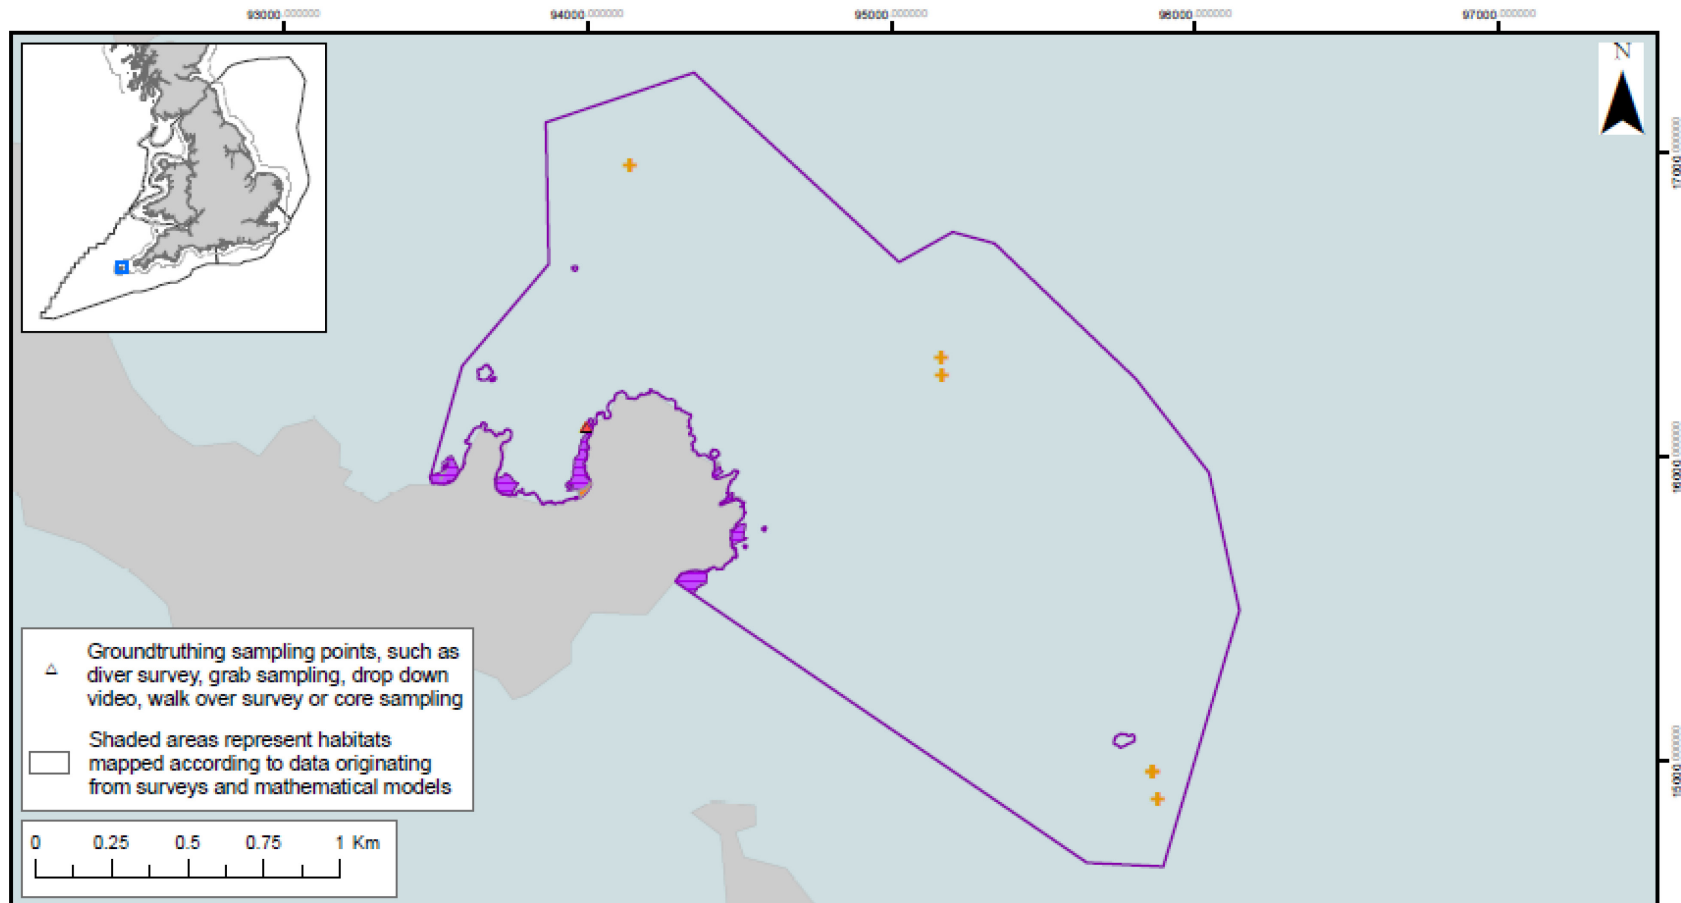 93000.000000 94000.000000 95000.000000 96000.000000 97000.000000
N
17000.000000
16000.000000
15000.000000
Groundtruthing sampling points, such as
diver survey, grab sampling, drop down
video, walk over survey or core sampling
Shaded areas represent habitats
mapped according to data originating
from surveys and mathematical models
0 0.25 0.5 0.75 1 Km